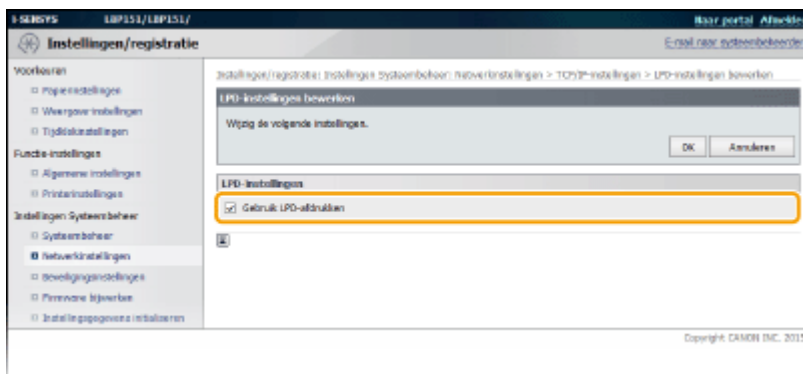 i-SENSYS LBP151/LBP151/ Naar portal Afmelden
Instellingen/registratie E-mail naar systeembeheerder
Voorkeuren
Papierinstellingen
Weergave-instellingen
Tijdklokinstellingen
Functie-instellingen
Algemene instellingen
Printerinstellingen
Instellingen Systeembeheer
Systeembeheer
Netwerkinstellingen
Beveiligingsinstellingen
Firmware bijwerken
Instellingsgegevens initialiseren
Instellingen/registratie: Instellingen Systeembeheer: Netwerkinstellingen > TCP/IP-instellingen > LPD-instellingen bewerken
LPD-instellingen bewerken
Wijzig de volgende instellingen.
OK Annuleren
LPD-instellingen
Gebruik LPD-afdrukken
Copyright CANON INC. 2015